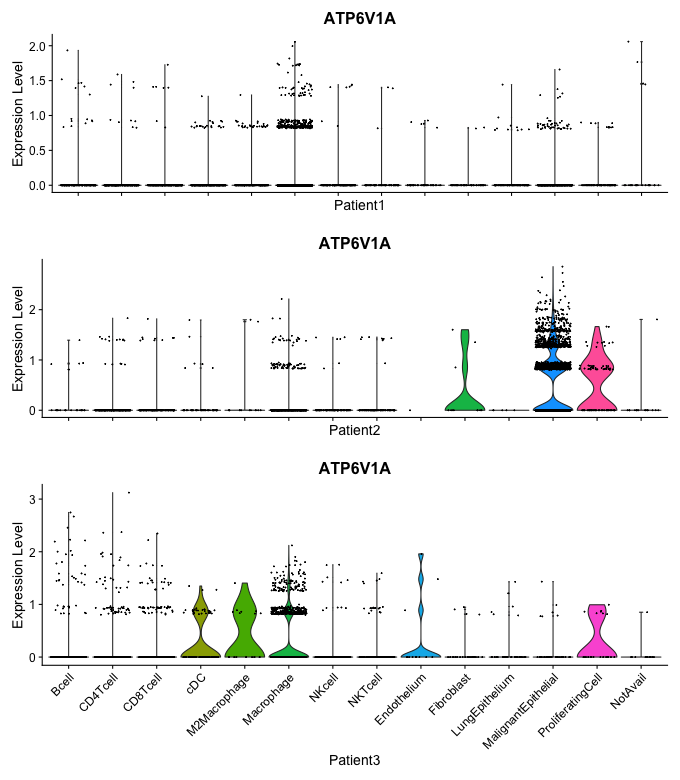 ATP6V1A
Expression Level
2.0
1.5
1.0
0.5
0.0
Patient1
ATP6V1A
Expression Level
2
1
0
Patient2
ATP6V1A
Expression Level
3
2
1
0
Bcell
CD4Tcell
CD8Tcell
cDC
M2Macrophage
Macrophage
NKcell
NKTcell
Endothelium
Fibroblast
LungEpithelium
MalignantEpithelial
ProliferatingCell
NotAvail
Patient3